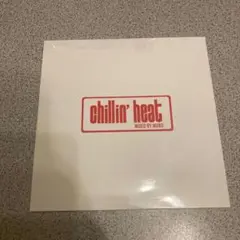 chillin' heat
MIXED BY MURO